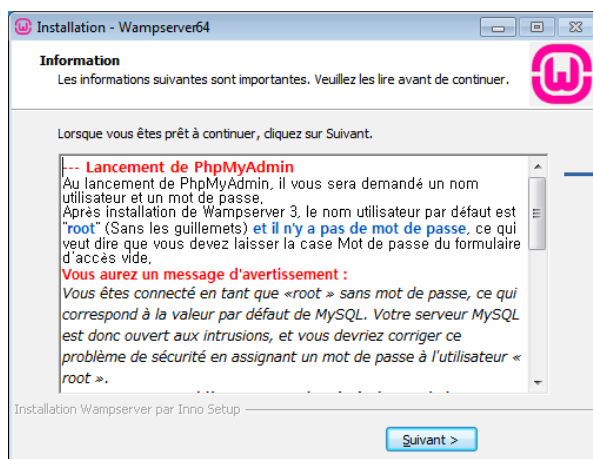 Installation - Wampserver64
Information
Les informations suivantes sont importantes. Veuillez les lire avant de continuer.
Lorsque vous êtes prêt à continuer, cliquez sur Suivant.
--- Lancement de PhpMyAdmin
Au lancement de PhpMyAdmin, il vous sera demandé un nom
utilisateur et un mot de passe.
Après installation de Wampserver 3, le nom utilisateur par défaut est
"root" (Sans les guillemets) et il n'y a pas de mot de passe, ce qui
veut dire que vous devez laisser la case Mot de passe du formulaire
d'accès vide.
Vous aurez un message d'avertissement :
Vous êtes connecté en tant que «root » sans mot de passe, ce qui
correspond à la valeur par défaut de MySQL. Votre serveur MySQL
est donc ouvert aux intrusions, et vous devriez corriger ce
problème de sécurité en assignant un mot de passe à l'utilisateur «
root ».
Installation Wampserver par Inno Setup
Suivant >